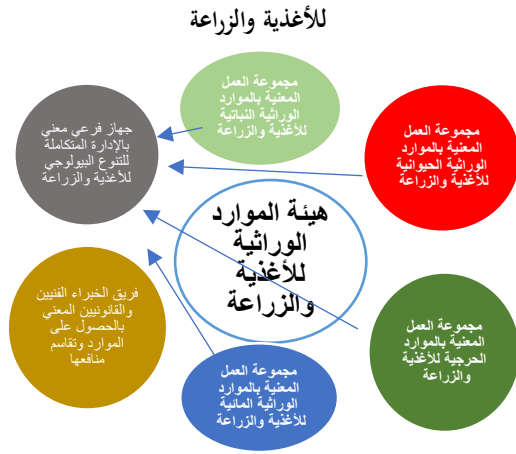 للأغذية والزراعة
مجموعة العمل
المعنية بالموارد
الوراثية النباتية
للأغذية والزراعة
مجموعة العمل
المعنية بالموارد
الوراثية الحيوانية
للأغذية والزراعة
جهاز فرعي معني
بالإدارة المتكاملة
للتنوع البيولوجي
للأغذية والزراعة
هيئة الموارد
الوراثية
للأغذية
والزراعة
مجموعة العمل
المعنية بالموارد
الحرجية للأغذية
والزراعة
فريق الخبراء الفنيين
والقانونيين المعني
بالحصول على
الموارد وتقاسم
منافعها
مجموعة العمل
المعنية بالموارد
الوراثية المائية
للأغذية والزراعة